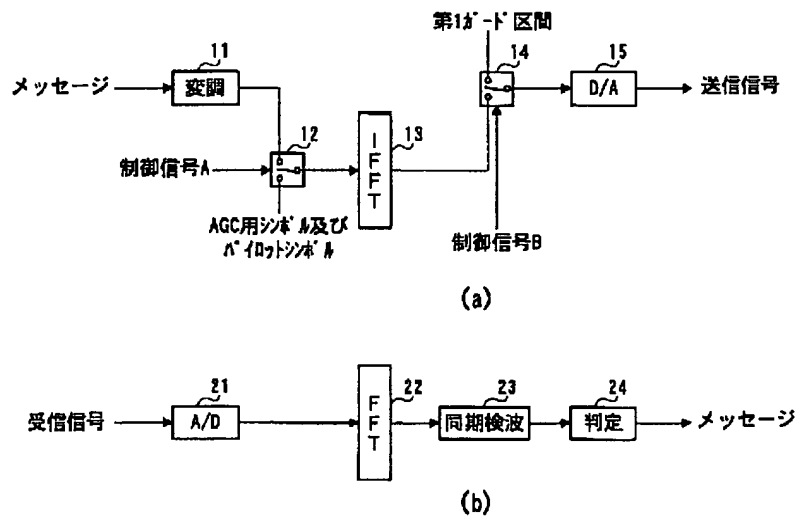 第1ガード区間
11
14
15
メッセージ
変調
D/A
送信信号
12
13
制御信号A
IFFT
AGC用シンボル及び
パイロットシンボル
制御信号B
(a)
21
22
23
24
受信信号
A/D
FFT
同期検波
判定
メッセージ
(b)